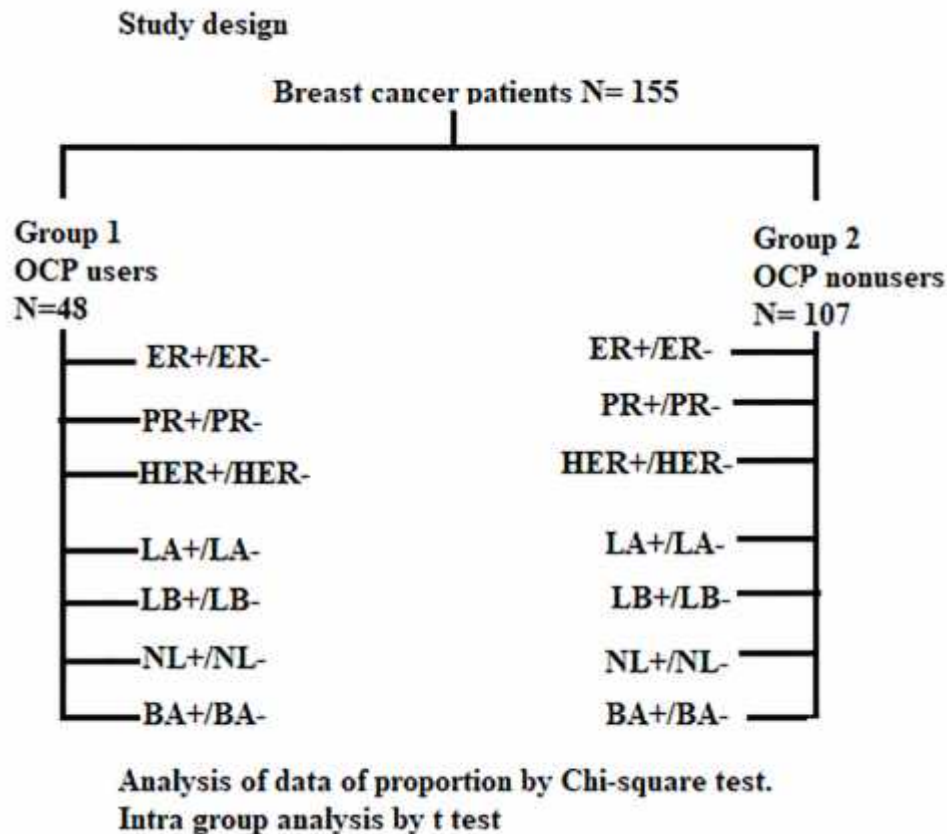 Study design
Breast cancer patients N= 155
Group 1
OCP users
N=48
ER+/ER-
PR+/PR-
HER+/HER-
LA+/LA-
LB+/LB-
NL+/NL-
BA+/BA-
Group 2
OCP nonusers
N= 107
ER+/ER-
PR+/PR-
HER+/HER-
LA+/LA-
LB+/LB-
NL+/NL-
BA+/BA-
Analysis of data of proportion by Chi-square test.
Intra group analysis by t test